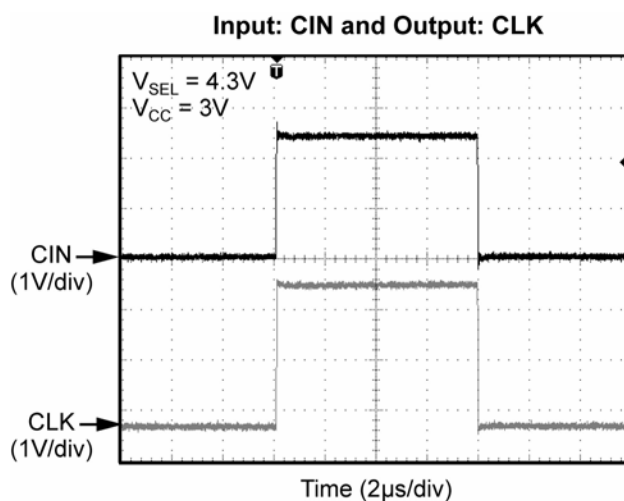 Input: CIN and Output: CLK
T
VSEL = 4.3V
VCC = 3V
CIN
(1V/div)
CLK
(1V/div)
Time (2µs/div)